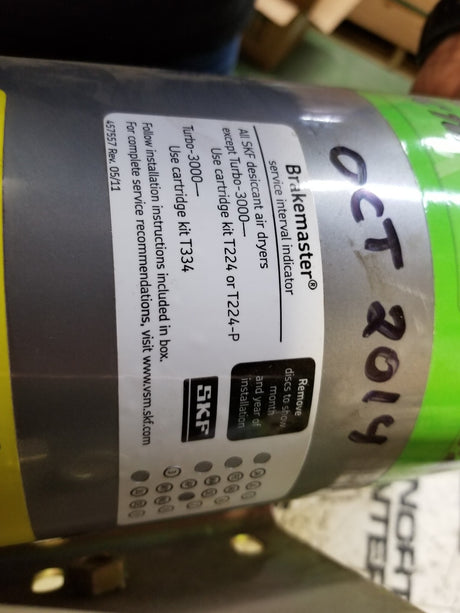 OCT 2014
Brakemaster®
service interval indicator
All SKF desiccant air dryers
except Turbo-3000—
Use cartridge kit T224 or T224-P
Turbo-3000—
Use cartridge kit T334
Follow installation instructions included in box.
For complete service recommendations, visit www.vsm.skf.com
457557 Rev. 05/11
Remove
discs to show
month
and year of
installation
SKF
NORT
NTER